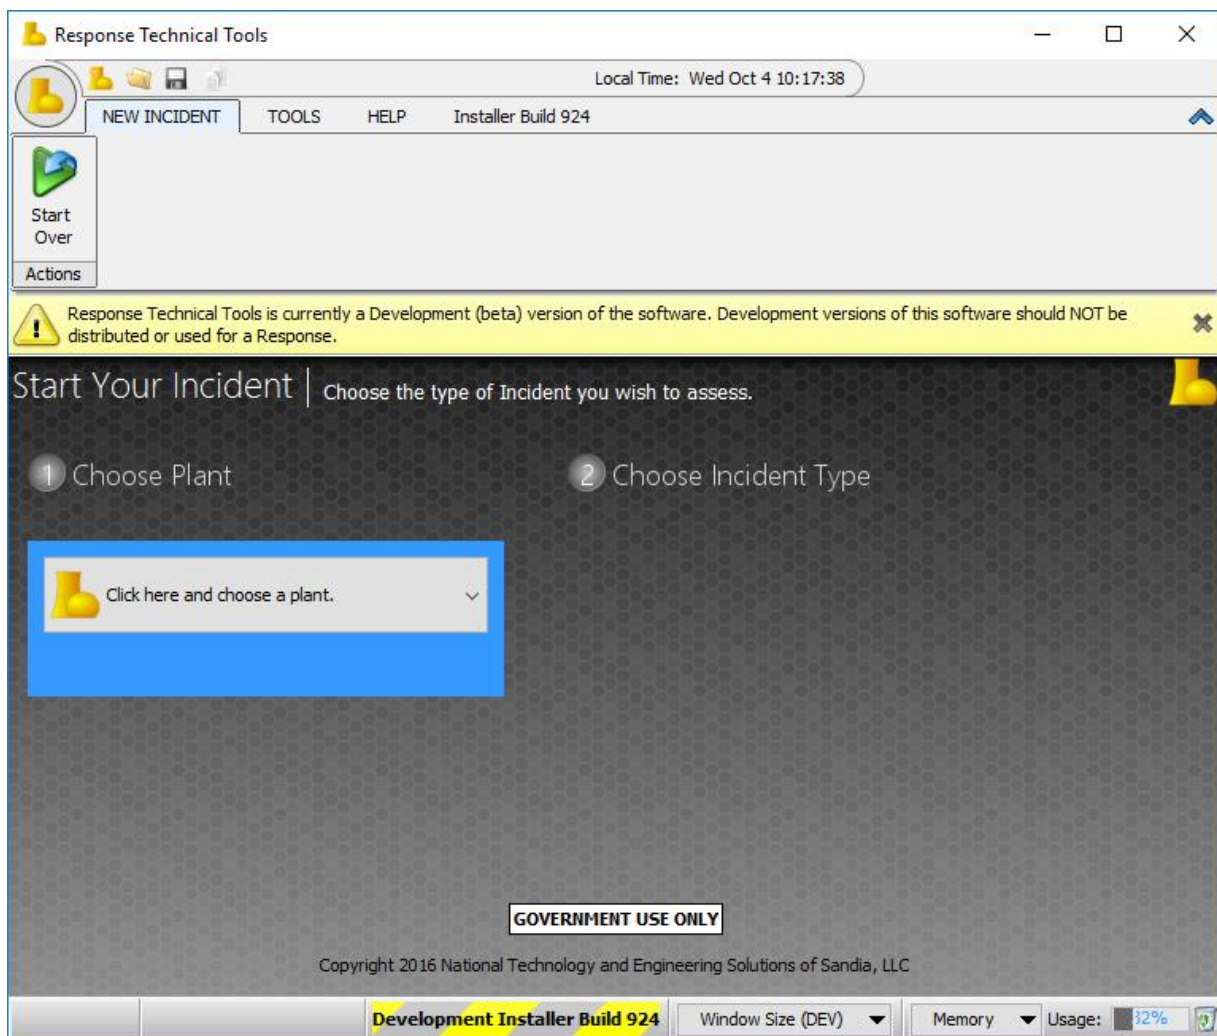 Response Technical Tools
Local Time: Wed Oct 4 10:17:38
NEW INCIDENT TOOLS HELP Installer Build 924
Start
Over
Actions
Response Technical Tools is currently a Development (beta) version of the software. Development versions of this software should NOT be
distributed or used for a Response.
Start Your Incident | Choose the type of Incident you wish to assess.
1 Choose Plant
2 Choose Incident Type
Click here and choose a plant.
GOVERNMENT USE ONLY
Copyright 2016 National Technology and Engineering Solutions of Sandia, LLC
Development Installer Build 924 Window Size (DEV) Memory Usage: 32%